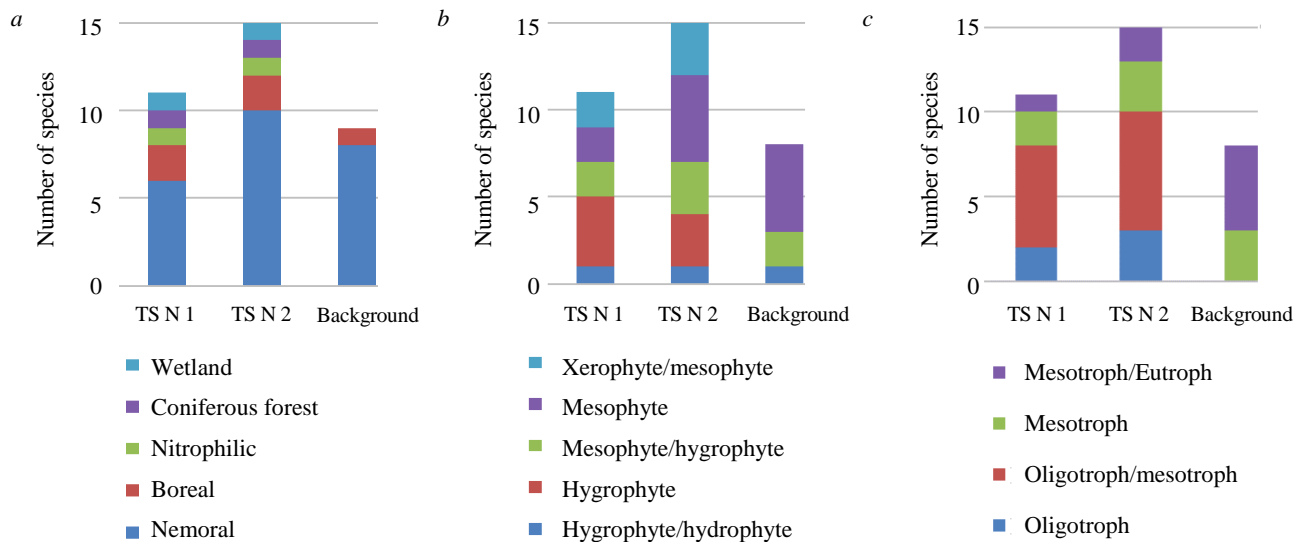 a
Number of species
15
10
5
0
TS N 1
TS N 2
Background
Wetland
Coniferous forest
Nitrophilic
Boreal
Nemoral
b
Number of species
15
10
5
0
TS N 1
TS N 2
Background
Xerophyte/mesophyte
Mesophyte
Mesophyte/hygrophyte
Hygrophyte
Hygrophyte/hydrophyte
c
Number of species
15
10
5
0
TS N 1
TS N 2
Background
Mesotroph/Eutroph
Mesotroph
Oligotroph/mesotroph
Oligotroph